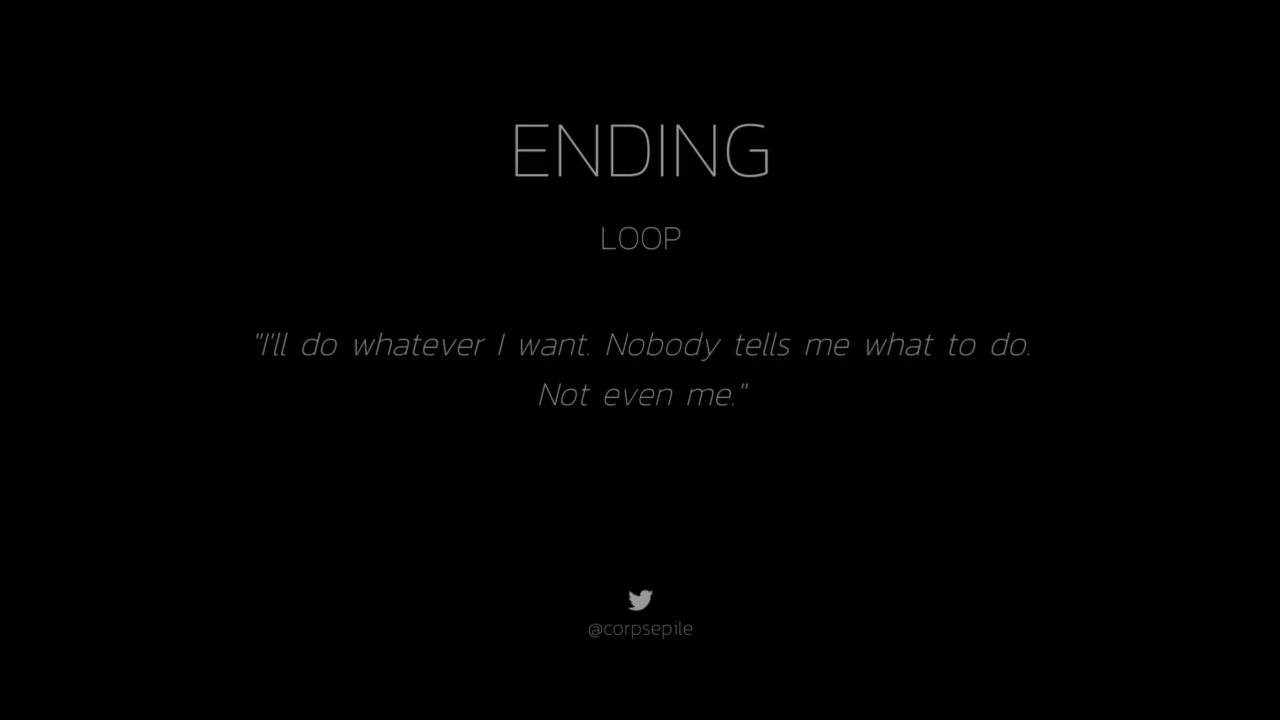 ENDING
LOOP
"I'll do whatever I want. Nobody tells me what to do.
Not even me."
@corpsepile